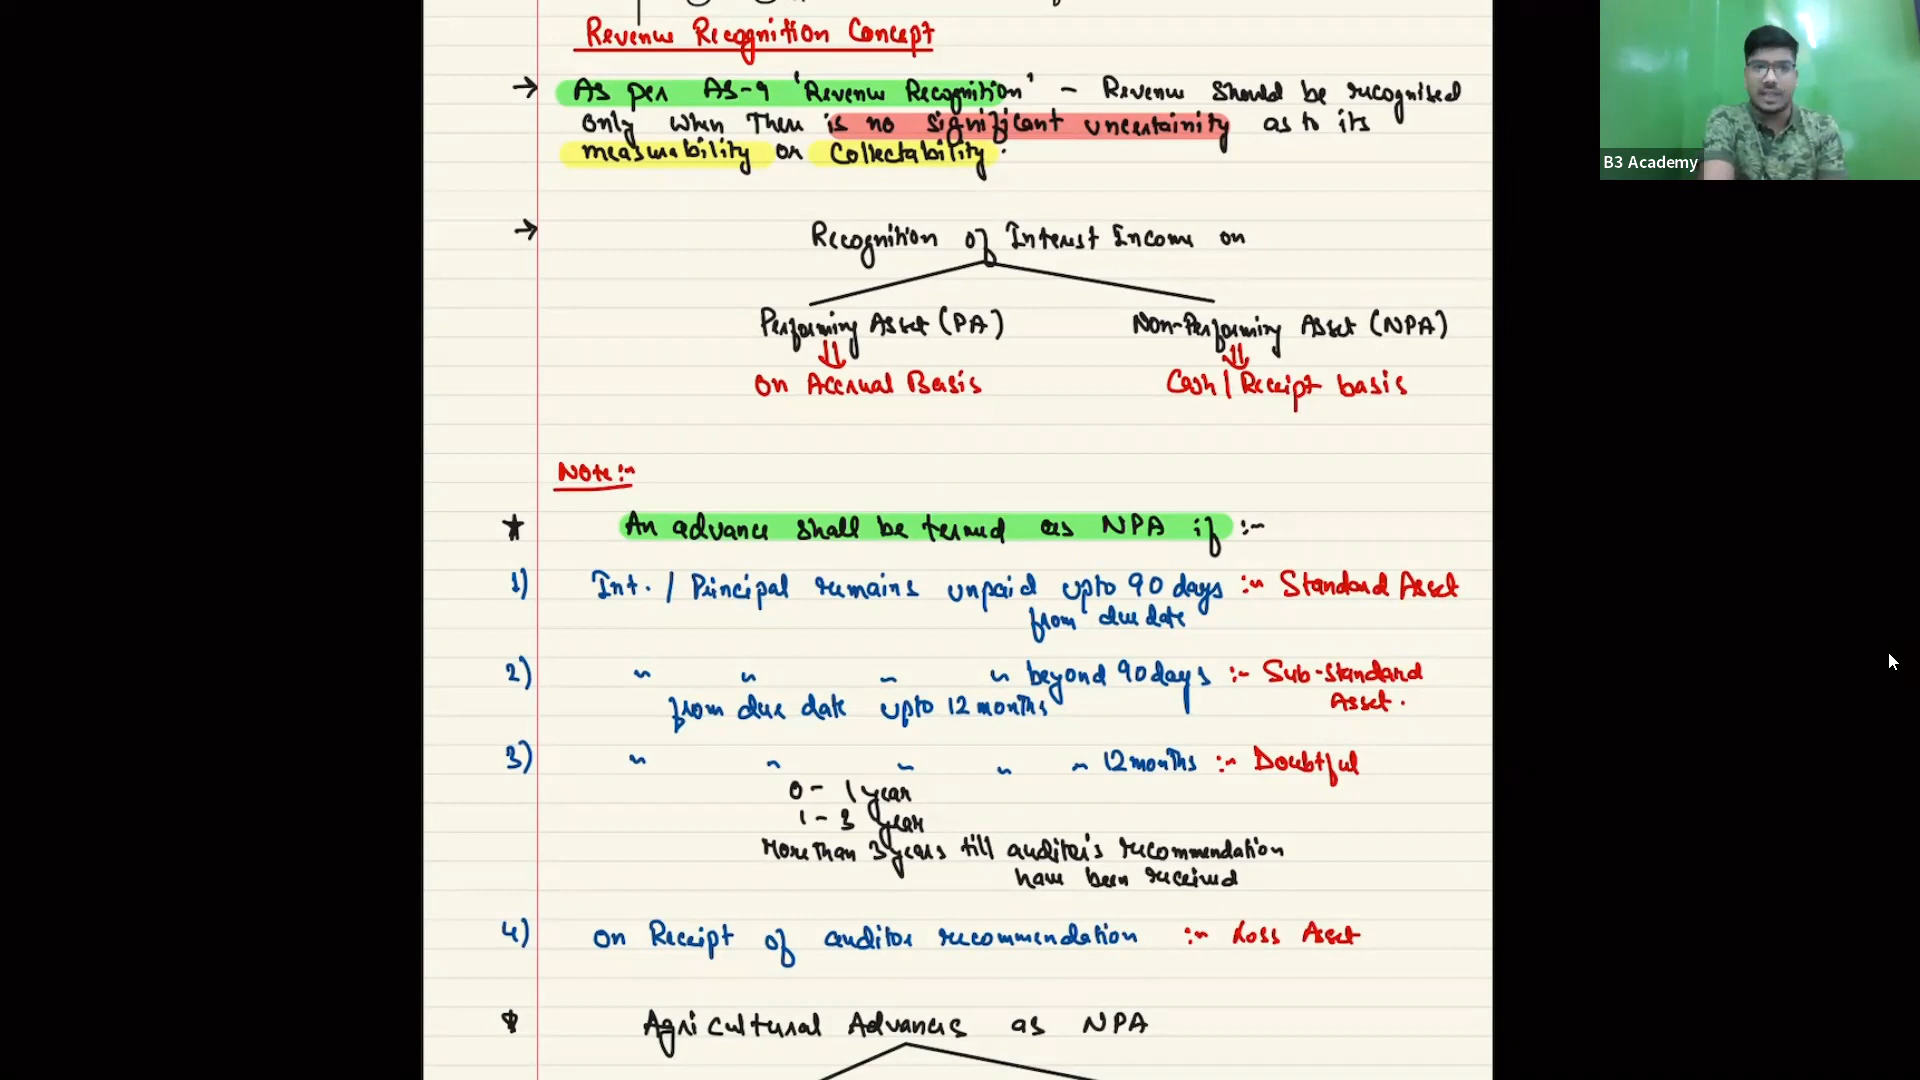 Revenue Recognition Concept
→ As per AS-9 'Revenue Recognition' - Revenue should be recognised
only when there is no significant uncertainity as to its
measurability or Collectability.
→ Recognition of Interest Income on
Performing Asset (PA) Non-Performing Asset (NPA)
on Accrual Basis Cash / Receipt basis
Note:-
★ An advance shall be termed as NPA if :-
1) Int. / Principal remains unpaid upto 90 days :- Standard Asset
from due date
2) " " " " beyond 90 days :- Sub-Standard
from due date upto 12 months Asset.
3) " " " " " 12 months :- Doubtful
0 - 1 year
1 - 3 year
More than 3 years till auditor's recommendation
have been received
4) on Receipt of auditor recommendation :- Loss Asset
Agricultural Advances as NPA
B3 Academy